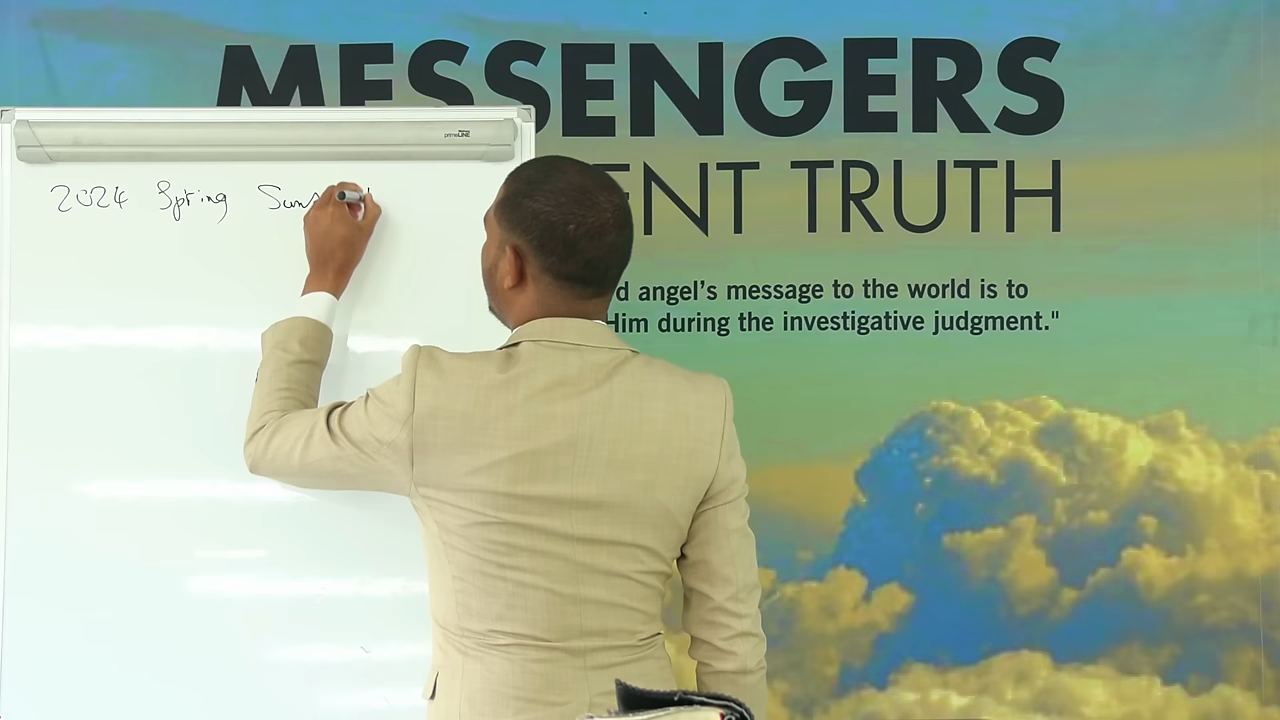 MESSENGERS
ENT TRUTH
d angel's message to the world is to
Him during the investigative judgment."
primeLINE
2024 Spring